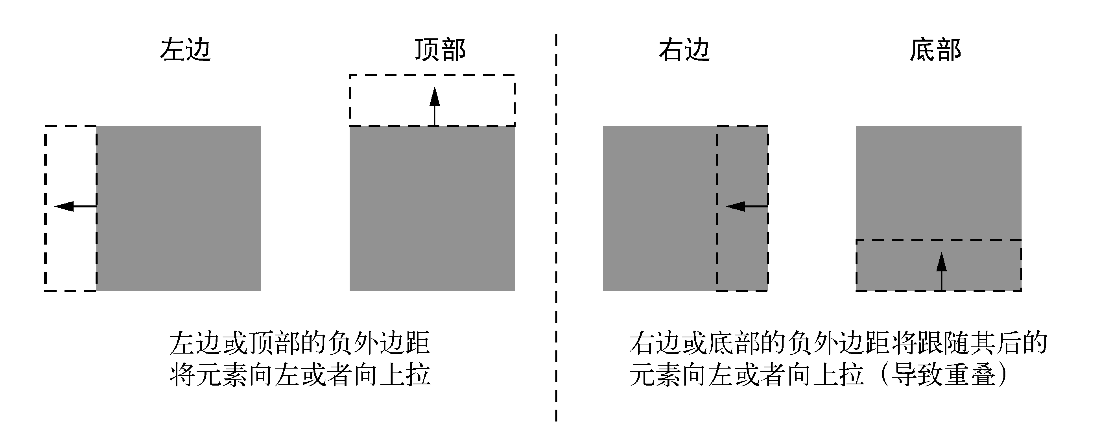 左边
顶部
右边
底部
左边或顶部的负外边距
将元素向左或者向上拉
右边或底部的负外边距将跟随其后的
元素向左或者向上拉（导致重叠）